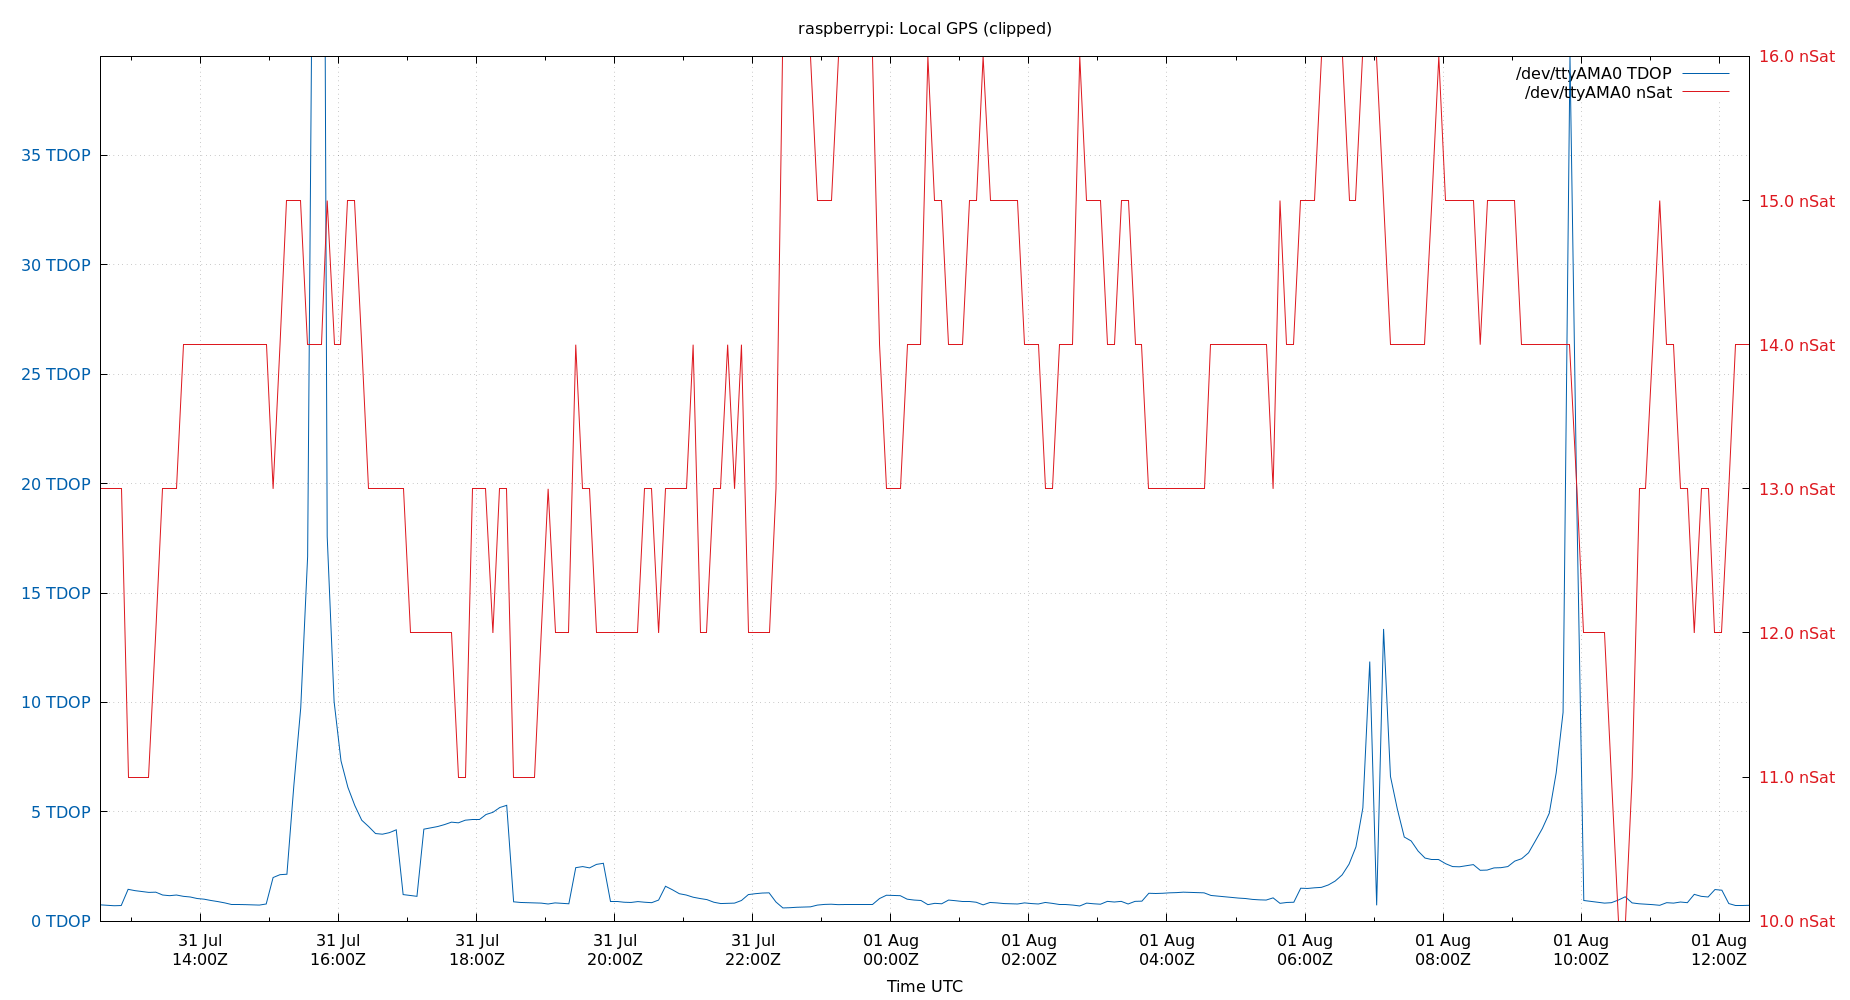 raspberrypi: Local GPS (clipped)
/dev/ttyAMA0 TDOP
/dev/ttyAMA0 nSat
35 TDOP
30 TDOP
25 TDOP
20 TDOP
15 TDOP
10 TDOP
5 TDOP
0 TDOP
16.0 nSat
15.0 nSat
14.0 nSat
13.0 nSat
12.0 nSat
11.0 nSat
10.0 nSat
31 Jul 31 Jul 31 Jul 31 Jul 31 Jul 01 Aug 01 Aug 01 Aug 01 Aug 01 Aug 01 Aug 01 Aug
14:00Z 16:00Z 18:00Z 20:00Z 22:00Z 00:00Z 02:00Z 04:00Z 06:00Z 08:00Z 10:00Z 12:00Z
Time UTC